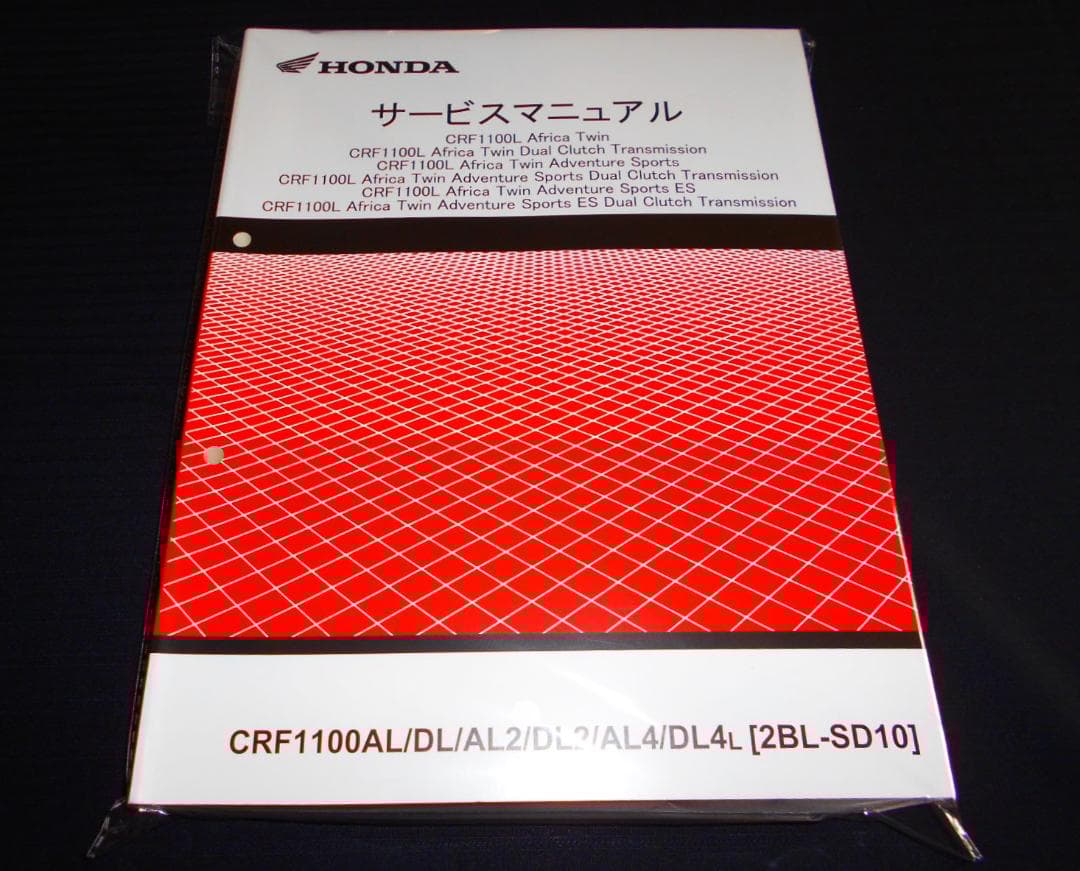 HONDA
サービスマニュアル
CRF1100L Africa Twin
CRF1100L Africa Twin Dual Clutch Transmission
CRF1100L Africa Twin Adventure Sports
CRF1100L Africa Twin Adventure Sports Dual Clutch Transmission
CRF1100L Africa Twin Adventure Sports ES
CRF1100L Africa Twin Adventure Sports ES Dual Clutch Transmission
CRF1100AL/DL/AL2/DL2/AL4/DL4L [2BL-SD10]